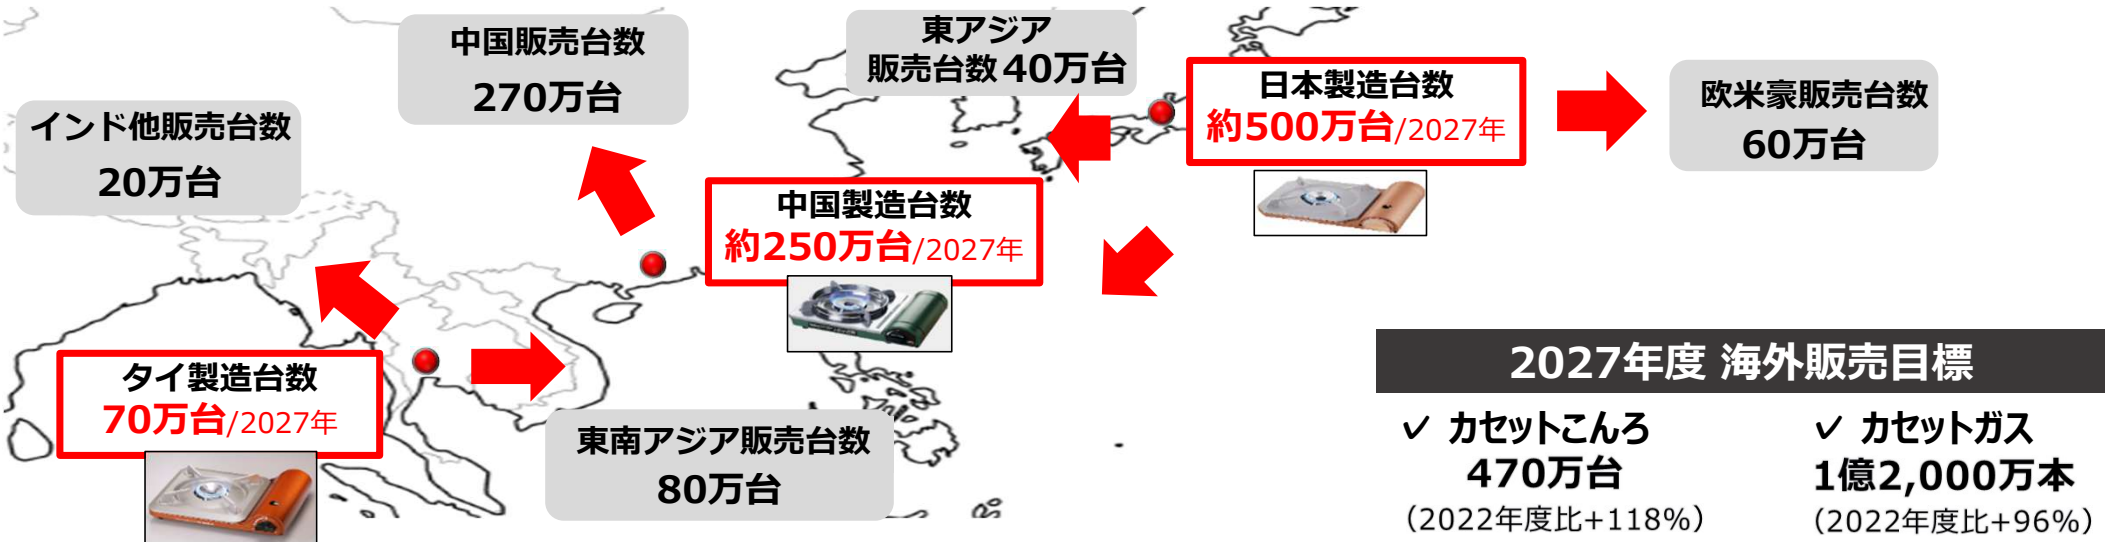 中国販売台数
270万台
東アジア
販売台数 40万台
日本製造台数
約500万台/2027年
欧米豪販売台数
60万台
インド他販売台数
20万台
中国製造台数
約250万台/2027年
タイ製造台数
70万台/2027年
東南アジア販売台数
80万台
2027年度 海外販売目標
✓ カセットこんろ
470万台
（2022年度比+118%）
✓ カセットガス
1億2,000万本
（2022年度比+96%）